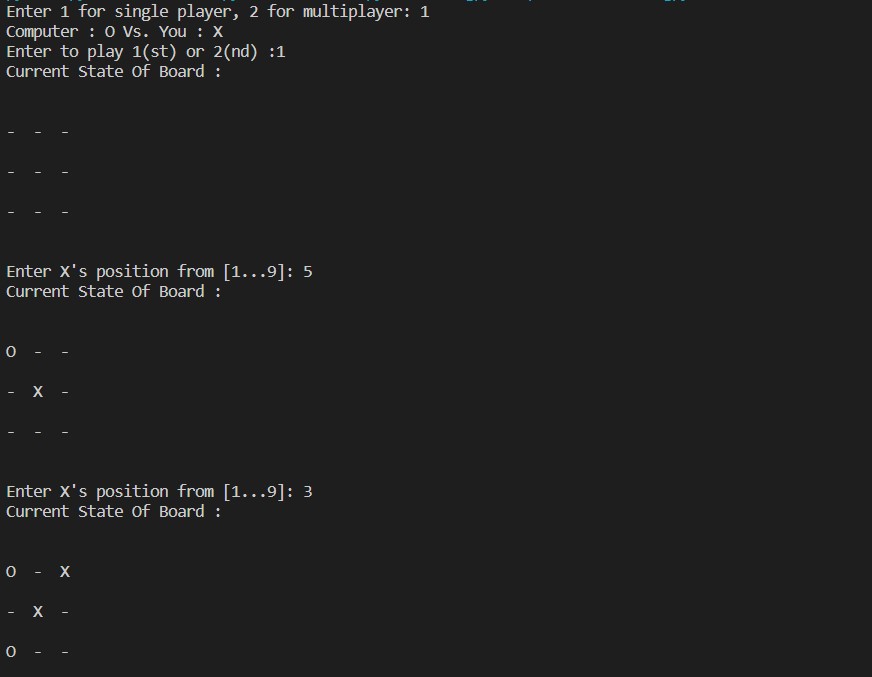 Enter 1 for single player, 2 for multiplayer: 1
Computer : O Vs. You : X
Enter to play 1(st) or 2(nd) :1
Current State Of Board :
- - -
- - -
- - -
Enter X's position from [1...9]: 5
Current State Of Board :
O - -
- X -
- - -
Enter X's position from [1...9]: 3
Current State Of Board :
O - X
- X -
O - -